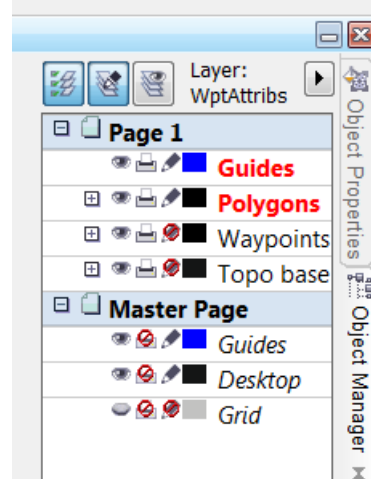 Layer:
WptAttribs
Page 1
Guides
Polygons
Waypoints
Topo base
Master Page
Guides
Desktop
Grid
Object Properties
Object Manager